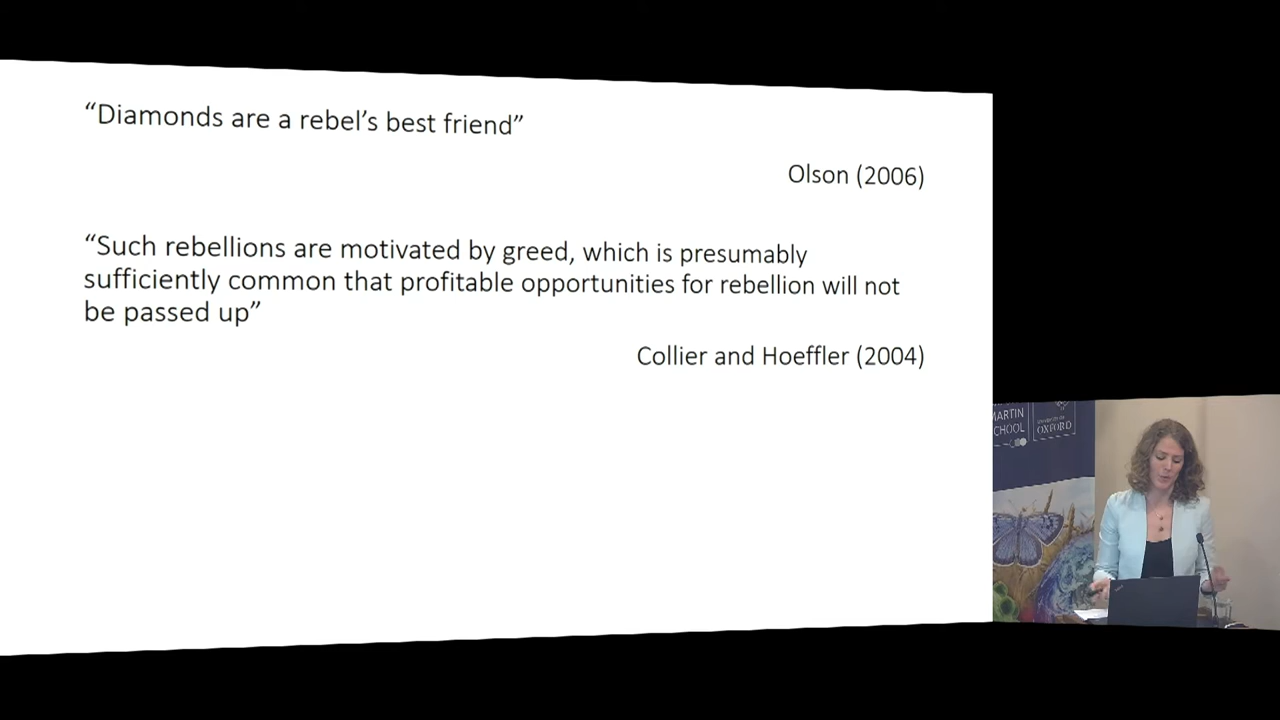 “Diamonds are a rebel’s best friend”
Olson (2006)
“Such rebellions are motivated by greed, which is presumably
sufficiently common that profitable opportunities for rebellion will not
be passed up”
Collier and Hoeffler (2004)
MARTIN
CHOOL
OXFORD